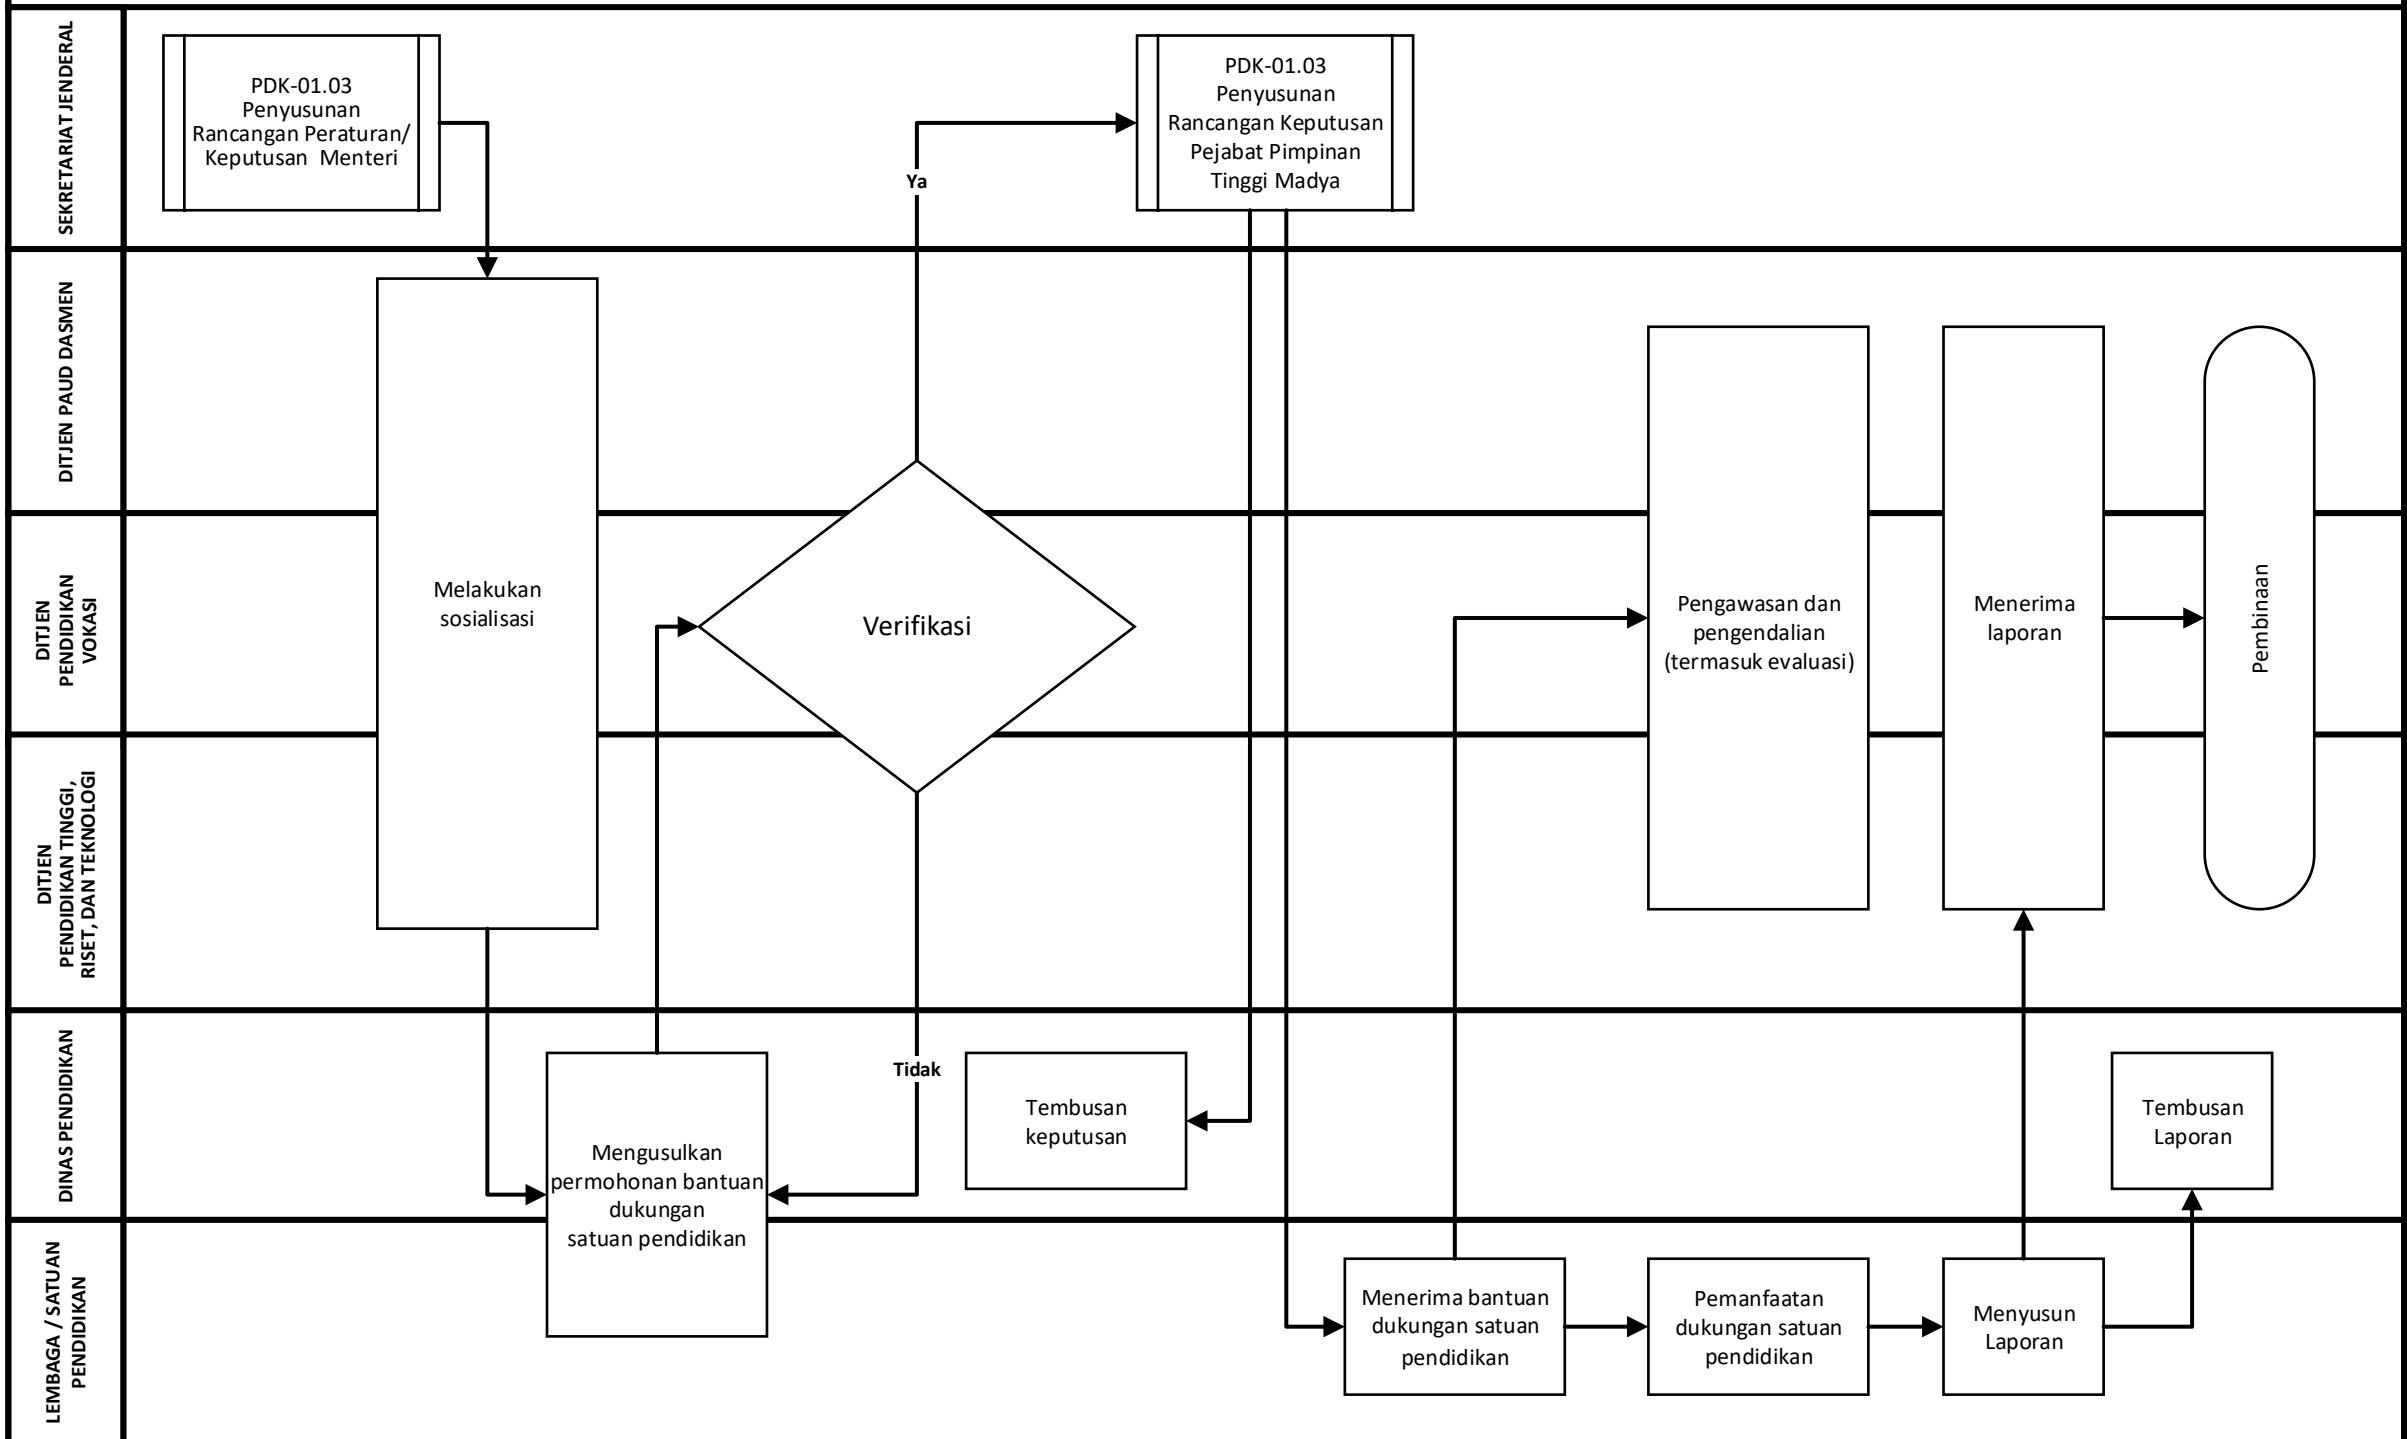 SEKRETARIAT JENDERAL
PDK-01.03
Penyusunan
Rancangan Peraturan/
Keputusan Menteri
Ya
PDK-01.03
Penyusunan
Rancangan Keputusan
Pejabat Pimpinan
Tinggi Madya
DITJEN PAUD DASMEN
DITJEN
PENDIDIKAN
VOKASI
Melakukan
sosialisasi
Verifikasi
Pengawasan dan
pengendalian
(termasuk evaluasi)
Menerima
laporan
Pembinaan
DITJEN
PENDIDIKAN TINGGI,
RISET, DAN TEKNOLOGI
DINAS PENDIDIKAN
Mengusulkan
permohonan bantuan
dukungan
satuan pendidikan
Tidak
Tembusan
keputusan
Tembusan
Laporan
LEMBAGA / SATUAN
PENDIDIKAN
Menerima bantuan
dukungan satuan
pendidikan
Pemanfaatan
dukungan satuan
pendidikan
Menyusun
Laporan